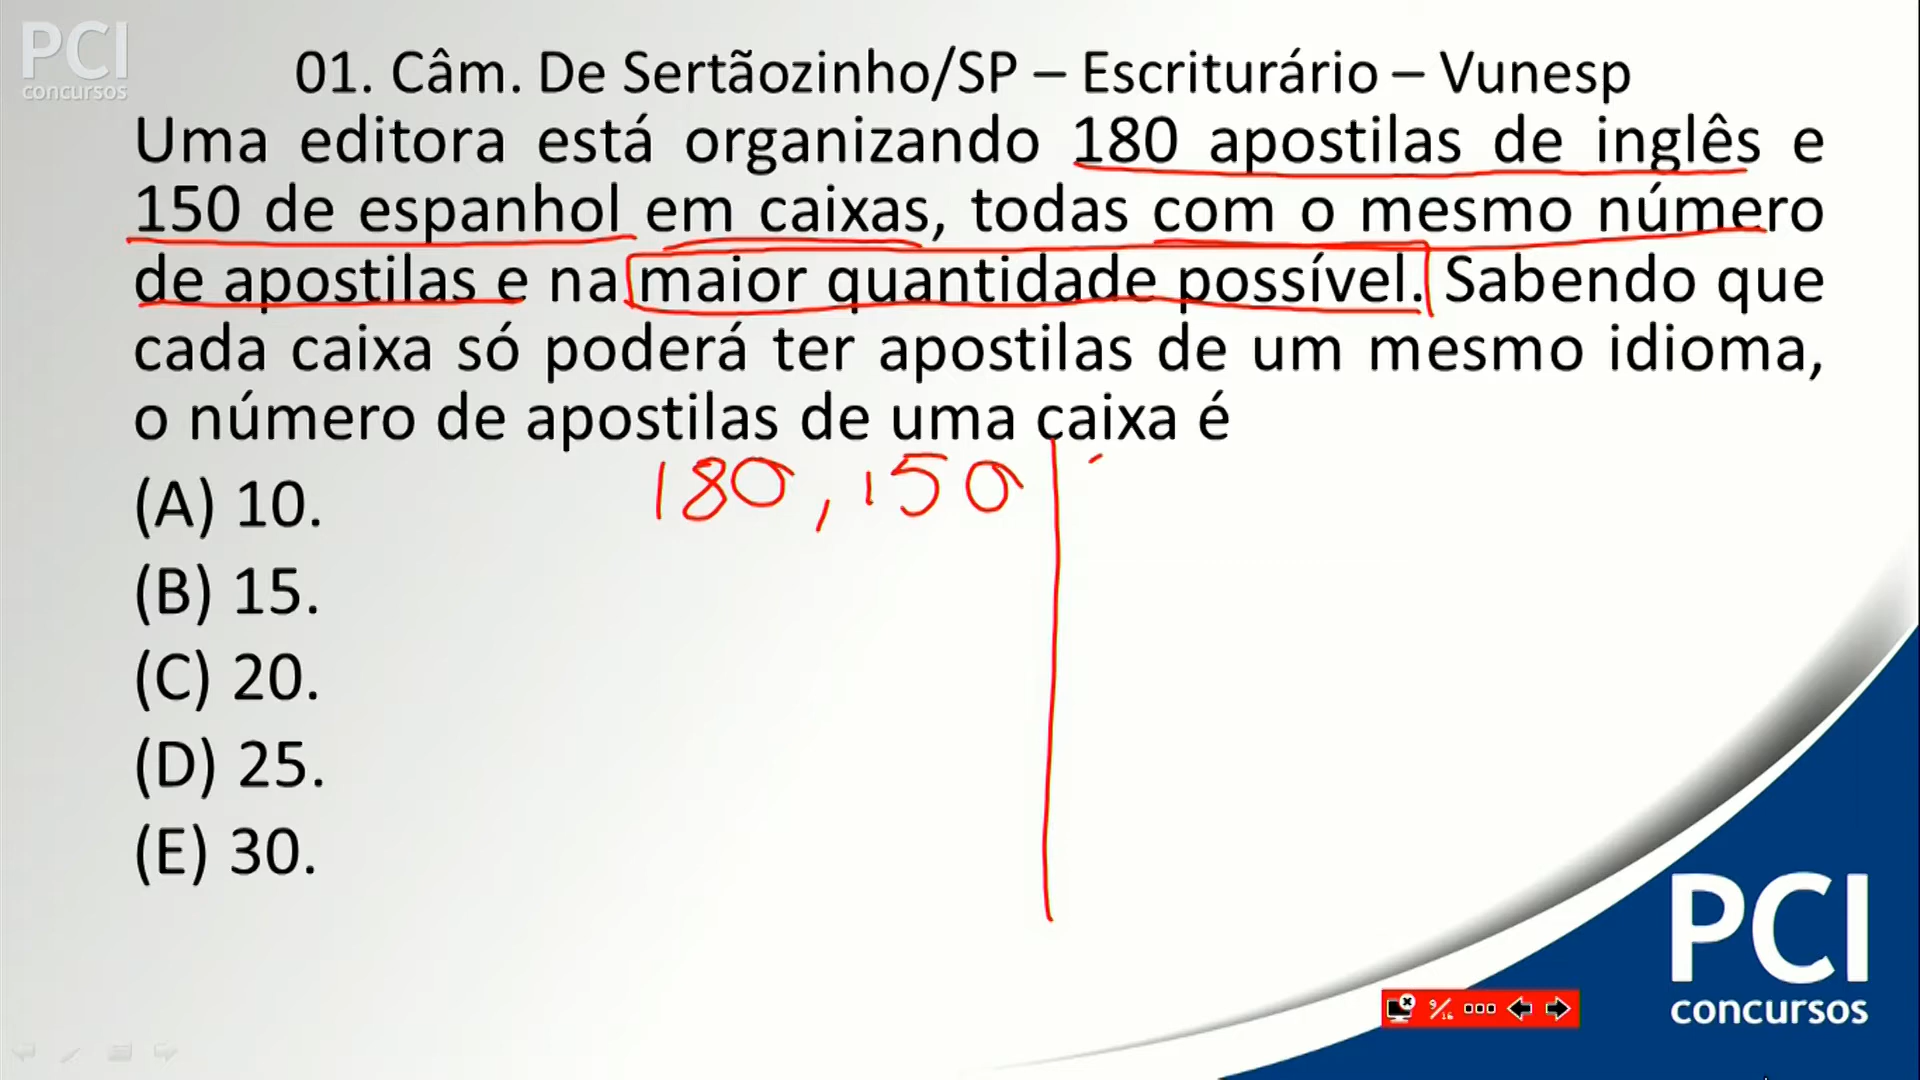 PCI
concursos
01. Câm. De Sertãozinho/SP – Escriturário – Vunesp
Uma editora está organizando 180 apostilas de inglês e
150 de espanhol em caixas, todas com o mesmo número
de apostilas e na maior quantidade possível. Sabendo que
cada caixa só poderá ter apostilas de um mesmo idioma,
o número de apostilas de uma caixa é
180, 150
(A) 10.
(B) 15.
(C) 20.
(D) 25.
(E) 30.
PCI
concursos
9/16